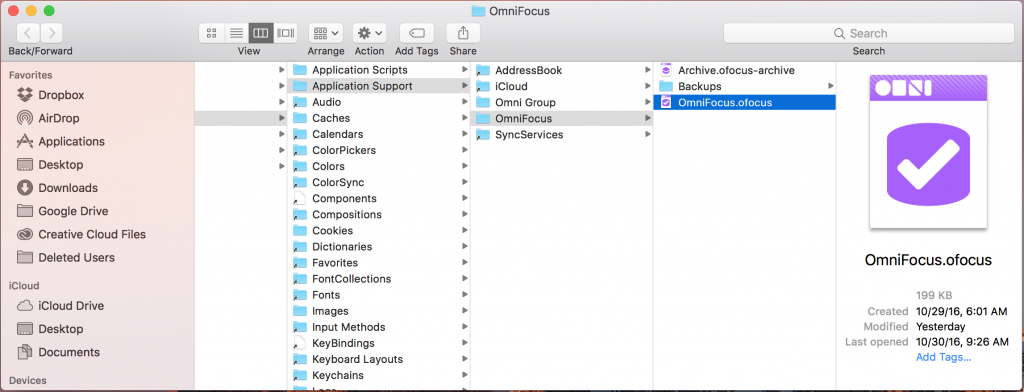 OmniFocus
Back/Forward
View
Arrange
Action
Add Tags
Share
Search
Search
Favorites
Dropbox
AirDrop
Applications
Desktop
Downloads
Google Drive
Creative Cloud Files
Deleted Users
iCloud
iCloud Drive
Desktop
Documents
Devices
Application Scripts
Application Support
Audio
Caches
Calendars
ColorPickers
Colors
ColorSync
Components
Compositions
Cookies
Dictionaries
Favorites
FontCollections
Fonts
Images
Input Methods
KeyBindings
Keyboard Layouts
Keychains
Logs
AddressBook
iCloud
Omni Group
OmniFocus
SyncServices
Archive.ofocus-archive
Backups
OmniFocus.ofocus
OMNI
OmniFocus.ofocus
199 KB
Created 10/29/16, 6:01 AM
Modified Yesterday
Last opened 10/30/16, 9:26 AM
Add Tags...